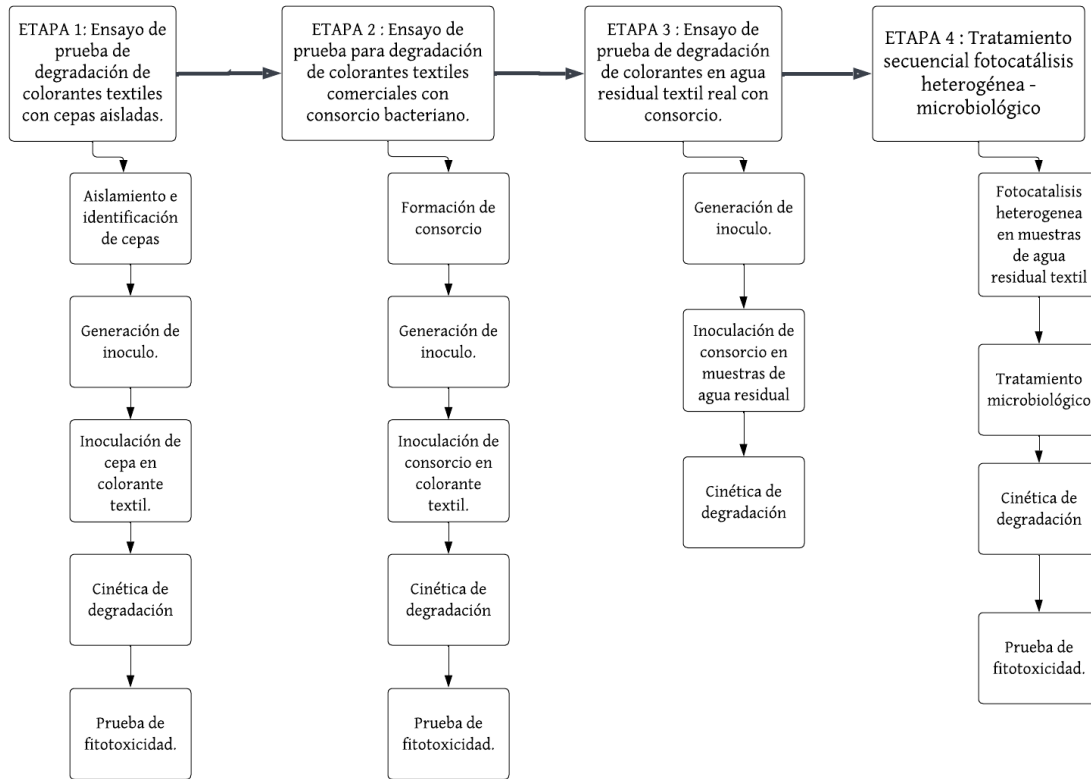 ETAPA 1: Ensayo de
prueba de
degradación de
colorantes textiles
con cepas aisladas.
Aislamiento e
identificación
de cepas
Generación de
inoculo.
Inoculación de
cepa en
colorante
textil.
Cinética de
degradación
Prueba de
fitotoxicidad.
ETAPA 2: Ensayo de
prueba para degradación
de colorantes textiles
comerciales con
consorcio bacteriano.
Formación de
consorcio
Generación de
inoculo.
Inoculación de
consorcio en
colorante
textil.
Cinética de
degradación
Prueba de
fitotoxicidad.
ETAPA 3: Ensayo de
prueba de degradación
de colorantes en agua
residual textil real con
consorcio.
Generación de
inoculo.
Inoculación de
consorcio en
muestras de
agua residual
Cinética de
degradación
ETAPA 4 : Tratamiento
secuencial fotocatálisis
heterogénea -
microbiológico
Fotocatalisis
heterogenea
en muestras
de agua
residual textil
Tratamiento
microbiológico
Cinética de
degradación
Prueba de
fitotoxicidad.